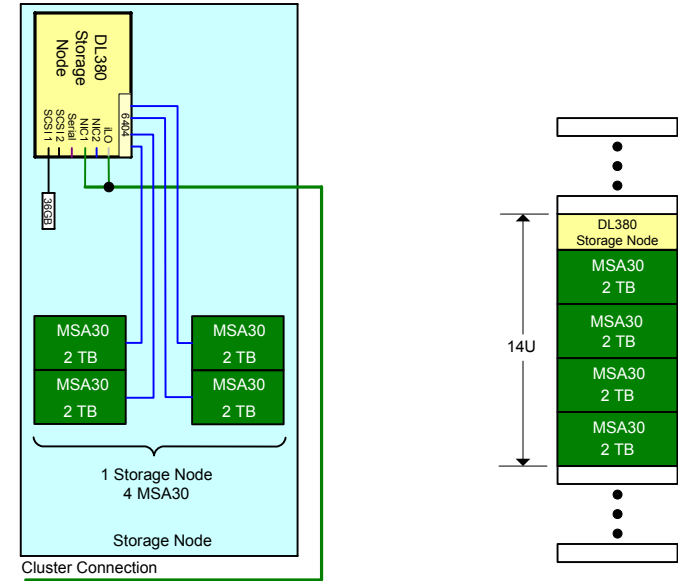 DL380
Storage
Node
6404
iLO
NIC2
NIC1
Serial
SCSI 2
SCSI 1
36GB
MSA30
2 TB
MSA30
2 TB
MSA30
2 TB
MSA30
2 TB
1 Storage Node
4 MSA30
Storage Node
Cluster Connection
14U
DL380
Storage Node
MSA30
2 TB
MSA30
2 TB
MSA30
2 TB
MSA30
2 TB